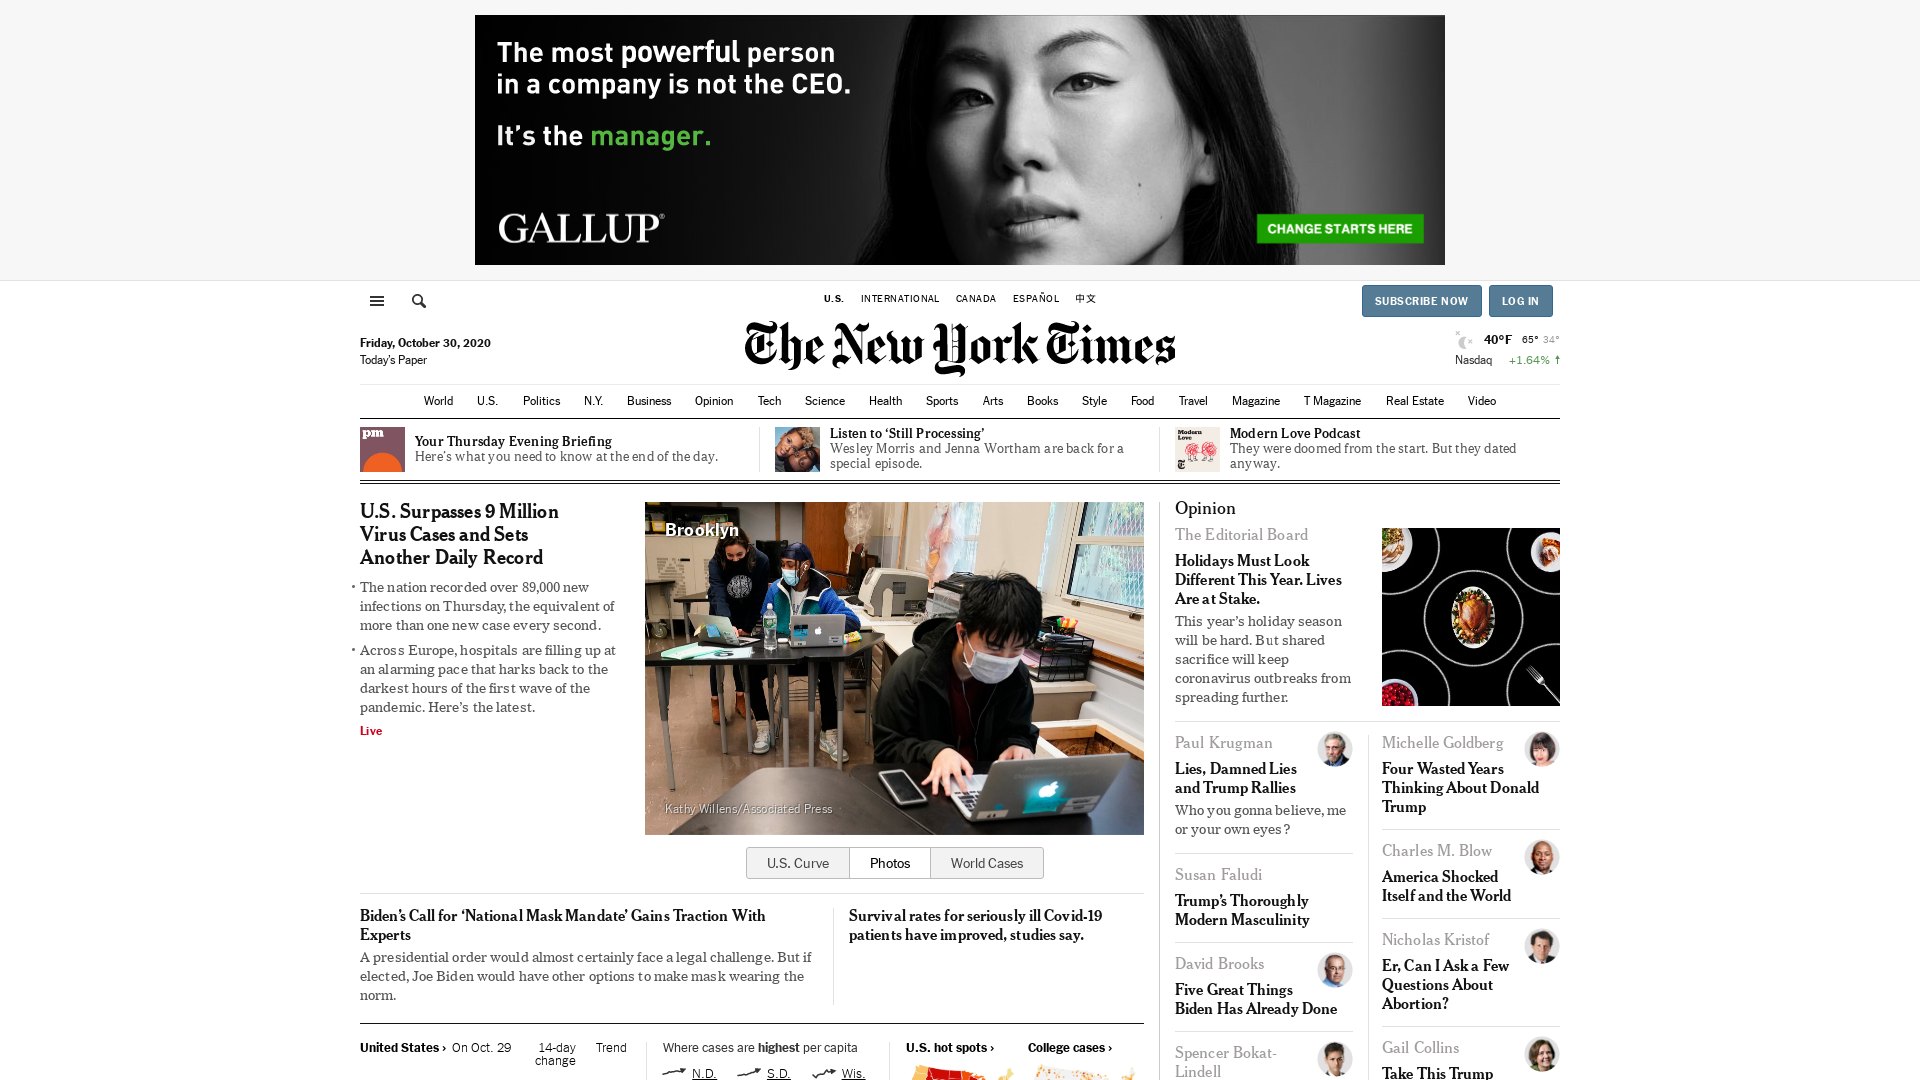 The most powerful person
in a company is not the CEO.
It's the manager.
GALLUP®
CHANGE STARTS HERE
U.S.
INTERNATIONAL
CANADA
ESPAÑOL
中文
SUBSCRIBE NOW
LOG IN
Friday, October 30, 2020
Today's Paper
The New York Times
40°F 65° 34°
Nasdaq +1.64% ↑
World
U.S.
Politics
N.Y.
Business
Opinion
Tech
Science
Health
Sports
Arts
Books
Style
Food
Travel
Magazine
T Magazine
Real Estate
Video
pm
Your Thursday Evening Briefing
Here's what you need to know at the end of the day.
Listen to ‘Still Processing’
Wesley Morris and Jenna Wortham are back for a
special episode.
Modern
Love
Modern Love Podcast
They were doomed from the start. But they dated
anyway.
U.S. Surpasses 9 Million
Virus Cases and Sets
Another Daily Record
• The nation recorded over 89,000 new
infections on Thursday, the equivalent of
more than one new case every second.
• Across Europe, hospitals are filling up at
an alarming pace that harks back to the
darkest hours of the first wave of the
pandemic. Here’s the latest.
Live
Brooklyn
Kathy Willens/Associated Press
U.S. Curve
Photos
World Cases
Biden’s Call for ‘National Mask Mandate’ Gains Traction With
Experts
A presidential order would almost certainly face a legal challenge. But if
elected, Joe Biden would have other options to make mask wearing the
norm.
Survival rates for seriously ill Covid-19
patients have improved, studies say.
United States › On Oct. 29
14-day
change
Trend
Where cases are highest per capita
N.D.
S.D.
Wis.
U.S. hot spots ›
College cases ›
Opinion
The Editorial Board
Holidays Must Look
Different This Year. Lives
Are at Stake.
This year’s holiday season
will be hard. But shared
sacrifice will keep
coronavirus outbreaks from
spreading further.
Paul Krugman
Lies, Damned Lies
and Trump Rallies
Who you gonna believe, me
or your own eyes?
Susan Faludi
Trump’s Thoroughly
Modern Masculinity
David Brooks
Five Great Things
Biden Has Already Done
Spencer Bokat-
Lindell
Michelle Goldberg
Four Wasted Years
Thinking About Donald
Trump
Charles M. Blow
America Shocked
Itself and the World
Nicholas Kristof
Er, Can I Ask a Few
Questions About
Abortion?
Gail Collins
Take This Trump